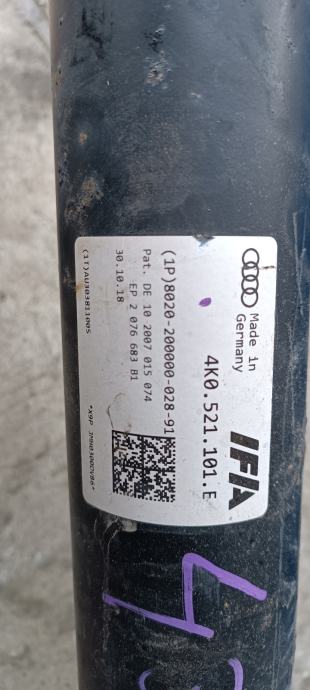 Made in
Germany
IFA
4K0.521.101.E
(1P)8020-200000-028-91
Pat. DE 10 2007 015 074
EP 2 076 683 B1
30.10.18